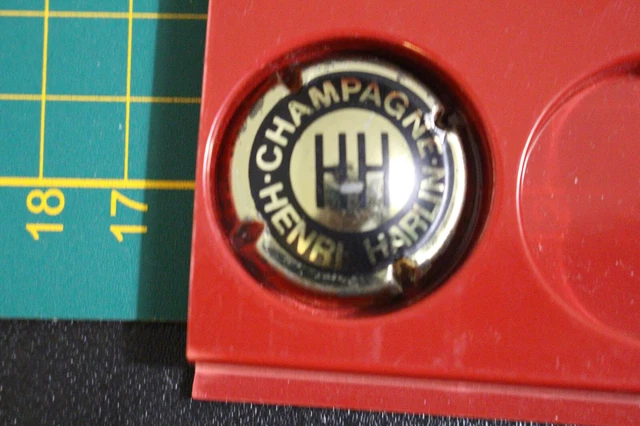 ·CHAMPAGNE·
HENRI HARLIN
HH
18
17